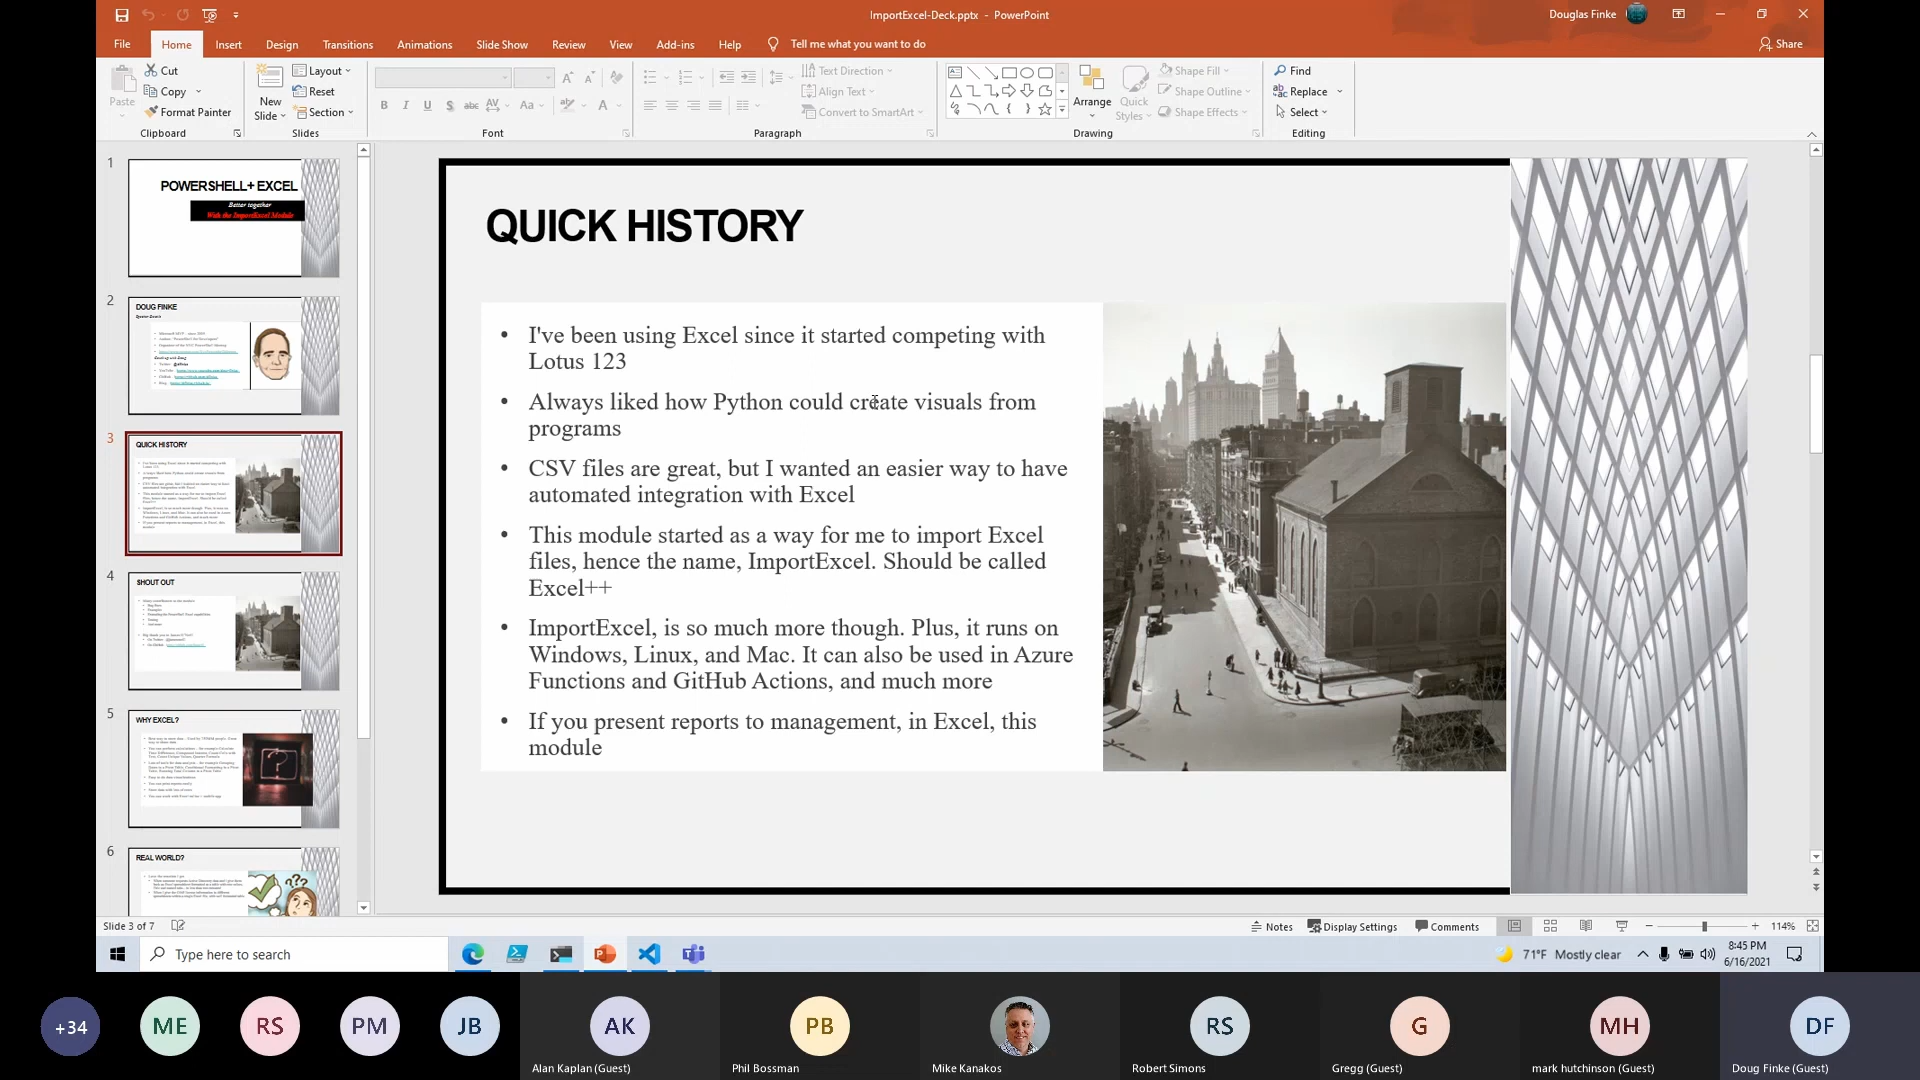 ImportExcel-Deck.pptx - PowerPoint
Douglas Finke
File Home Insert Design Transitions Animations Slide Show Review View Add-ins Help Tell me what you want to do
Share
Paste
Cut
Copy
Format Painter
Clipboard
New
Slide
Layout
Reset
Section
Slides
Font
Text Direction
Align Text
Convert to SmartArt
Paragraph
Arrange
Quick
Styles
Shape Fill
Shape Outline
Shape Effects
Drawing
Find
Replace
Select
Editing
1
POWERSHELL+ EXCEL
Better together
With the ImportExcel Module
2
DOUG FINKE
3
QUICK HISTORY
4
SHOUT OUT
5
WHY EXCEL?
6
REAL WORLD?
QUICK HISTORY
• I've been using Excel since it started competing with
Lotus 123
• Always liked how Python could create visuals from
programs
• CSV files are great, but I wanted an easier way to have
automated integration with Excel
• This module started as a way for me to import Excel
files, hence the name, ImportExcel. Should be called
Excel++
• ImportExcel, is so much more though. Plus, it runs on
Windows, Linux, and Mac. It can also be used in Azure
Functions and GitHub Actions, and much more
• If you present reports to management, in Excel, this
module
Slide 3 of 7
Notes Display Settings Comments
114%
Type here to search
71°F Mostly clear
8:45 PM
6/16/2021
+34 ME RS PM JB AK PB RS G MH DF
Alan Kaplan (Guest) Phil Bossman Mike Kanakos Robert Simons Gregg (Guest) mark hutchinson (Guest) Doug Finke (Guest)